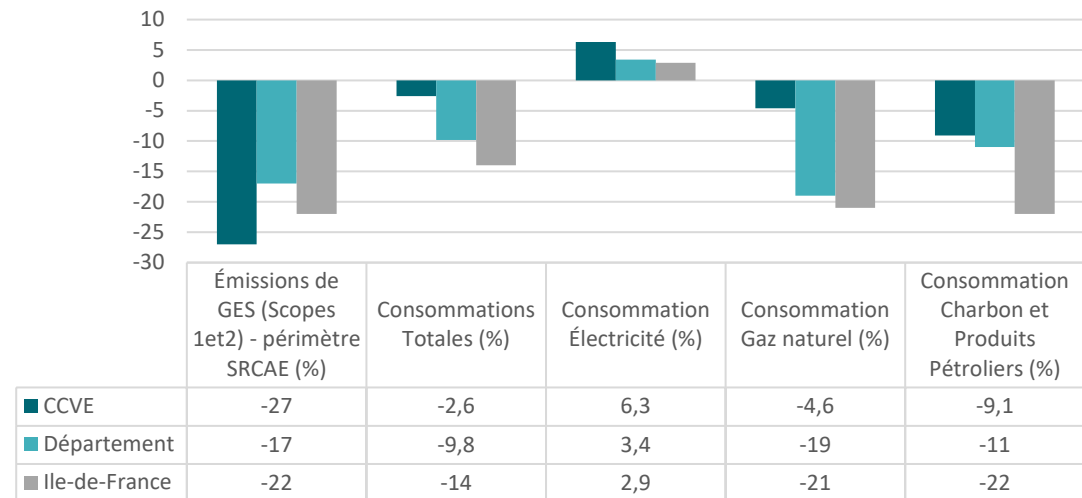 10
5
0
-5
-10
-15
-20
-25
-30
Émissions de
GES (Scopes
1et2) - périmètre
SRCAE (%)
Consommations
Totales (%)
Consommation
Électricité (%)
Consommation
Gaz naturel (%)
Consommation
Charbon et
Produits
Pétroliers (%)
CCVE -27 -2,6 6,3 -4,6 -9,1
Département -17 -9,8 3,4 -19 -11
Ile-de-France -22 -14 2,9 -21 -22